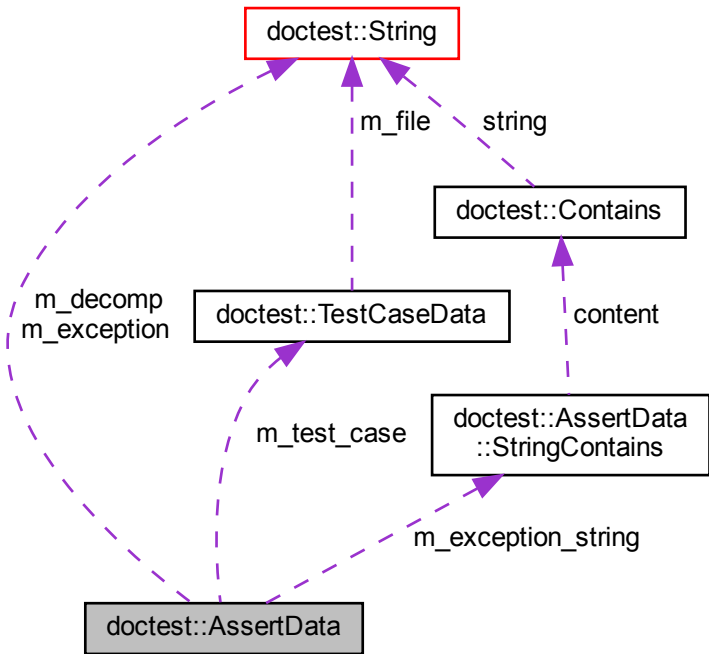 doctest::String
m_file
string
doctest::Contains
m_decomp
m_exception
doctest::TestCaseData
content
doctest::AssertData
::StringContains
m_test_case
m_exception_string
doctest::AssertData